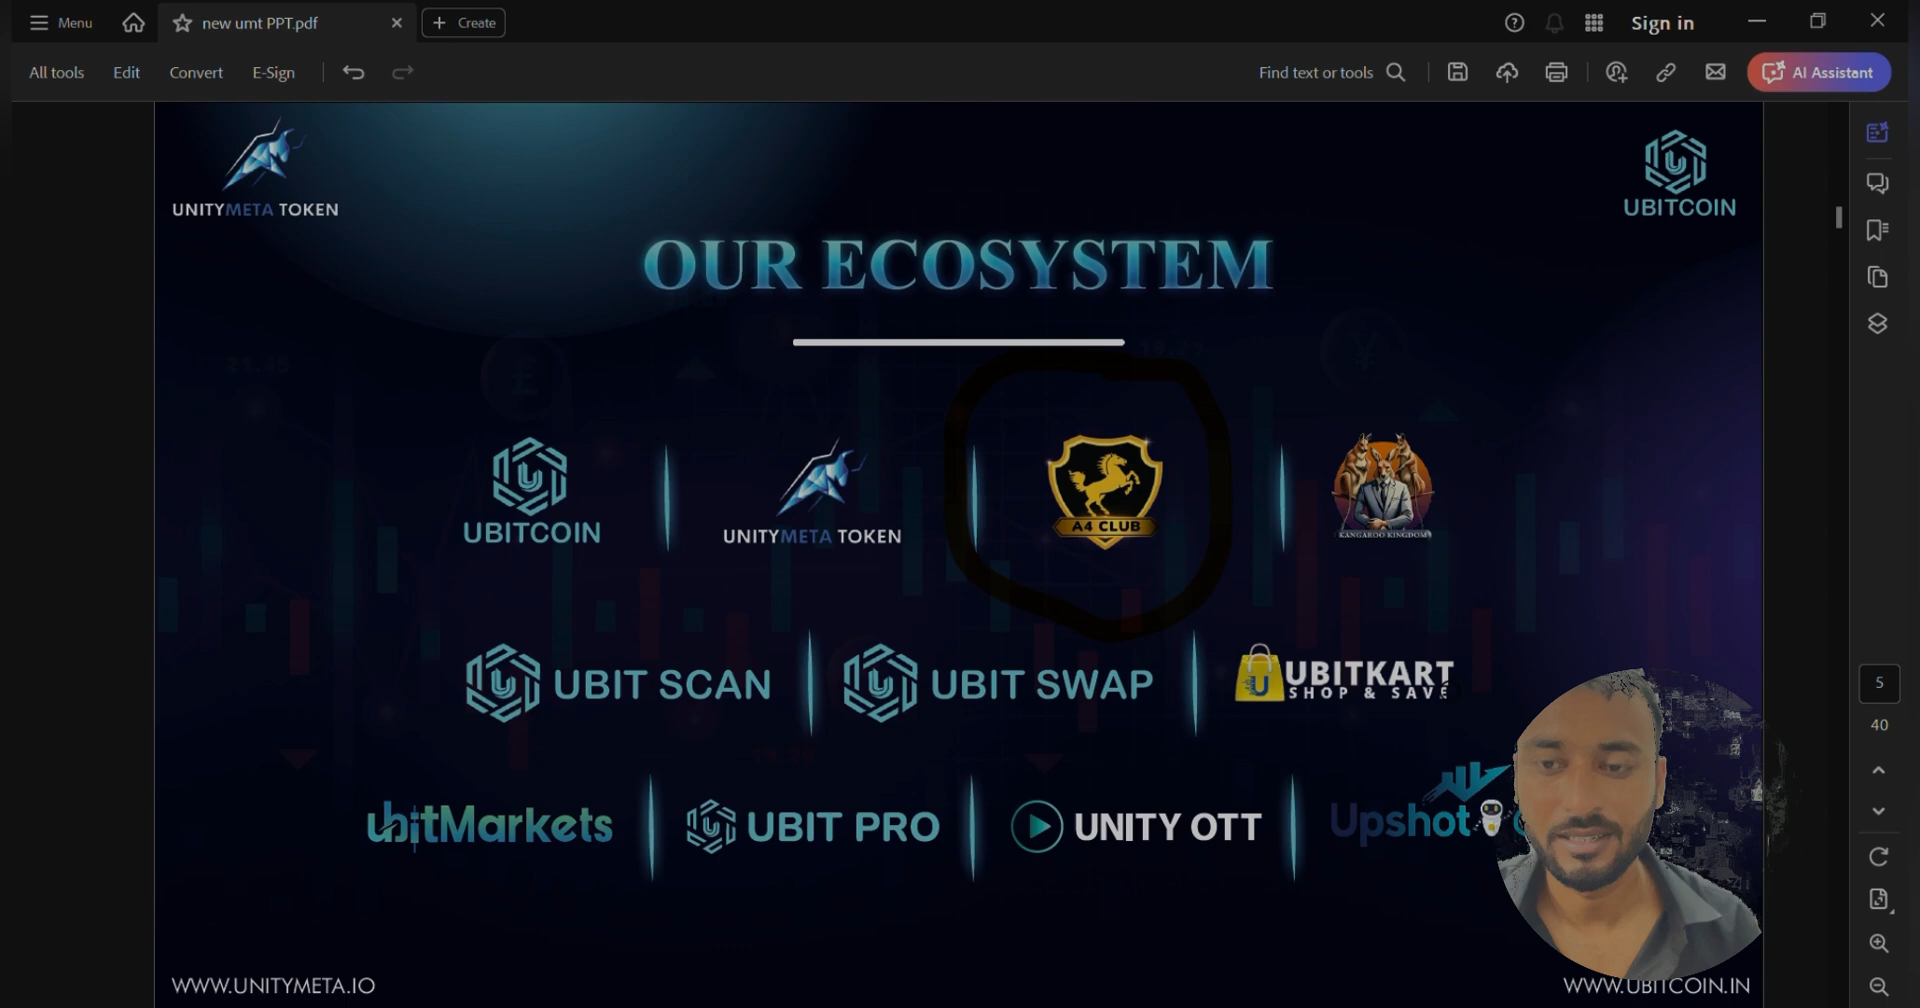 Menu
new umt PPT.pdf
Create
Sign in
All tools
Edit
Convert
E-Sign
Find text or tools
AI Assistant
UNITYMETA TOKEN
UBITCOIN
OUR ECOSYSTEM
UBITCOIN
UNITYMETA TOKEN
A4 CLUB
KANGAROO KINGDOM
UBIT SCAN
UBIT SWAP
UBITKART
SHOP & SAVE
ubitMarkets
UBIT PRO
UNITY OTT
Upshot
5
40
WWW.UNITYMETA.IO
WWW.UBITCOIN.IN